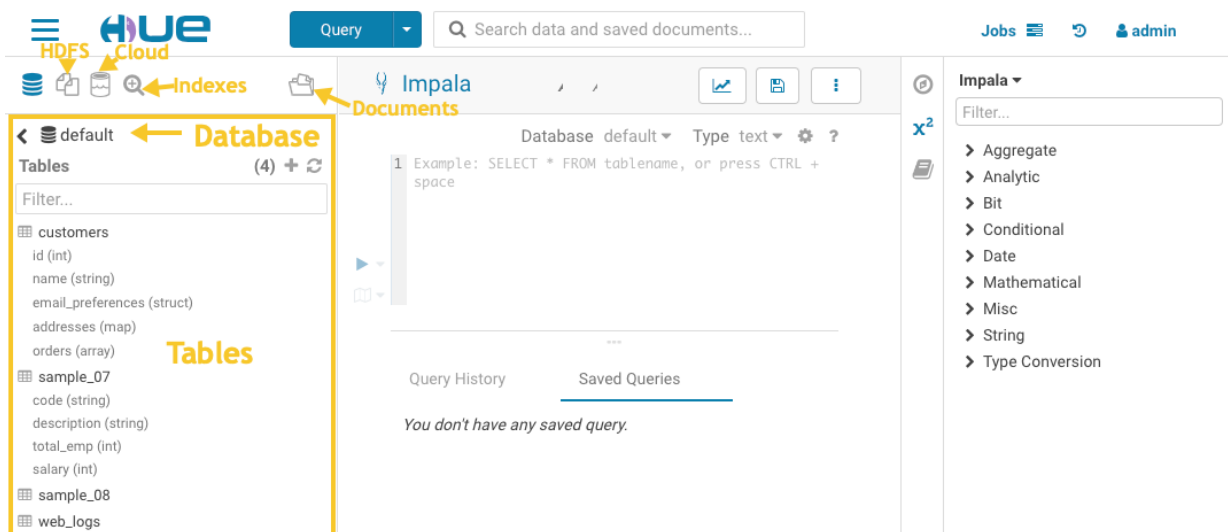 HUE
Query
Search data and saved documents...
Jobs
admin
HDFS
Cloud
Indexes
Documents
Impala
Impala
Filter...
default
Database
Database default Type text ?
Tables (4)
Filter...
1 Example: SELECT * FROM tablename, or press CTRL +
space
x²
customers
id (int)
name (string)
email_preferences (struct)
addresses (map)
orders (array)
Tables
sample_07
code (string)
description (string)
total_emp (int)
salary (int)
sample_08
web_logs
Query History
Saved Queries
You don't have any saved query.
Aggregate
Analytic
Bit
Conditional
Date
Mathematical
Misc
String
Type Conversion